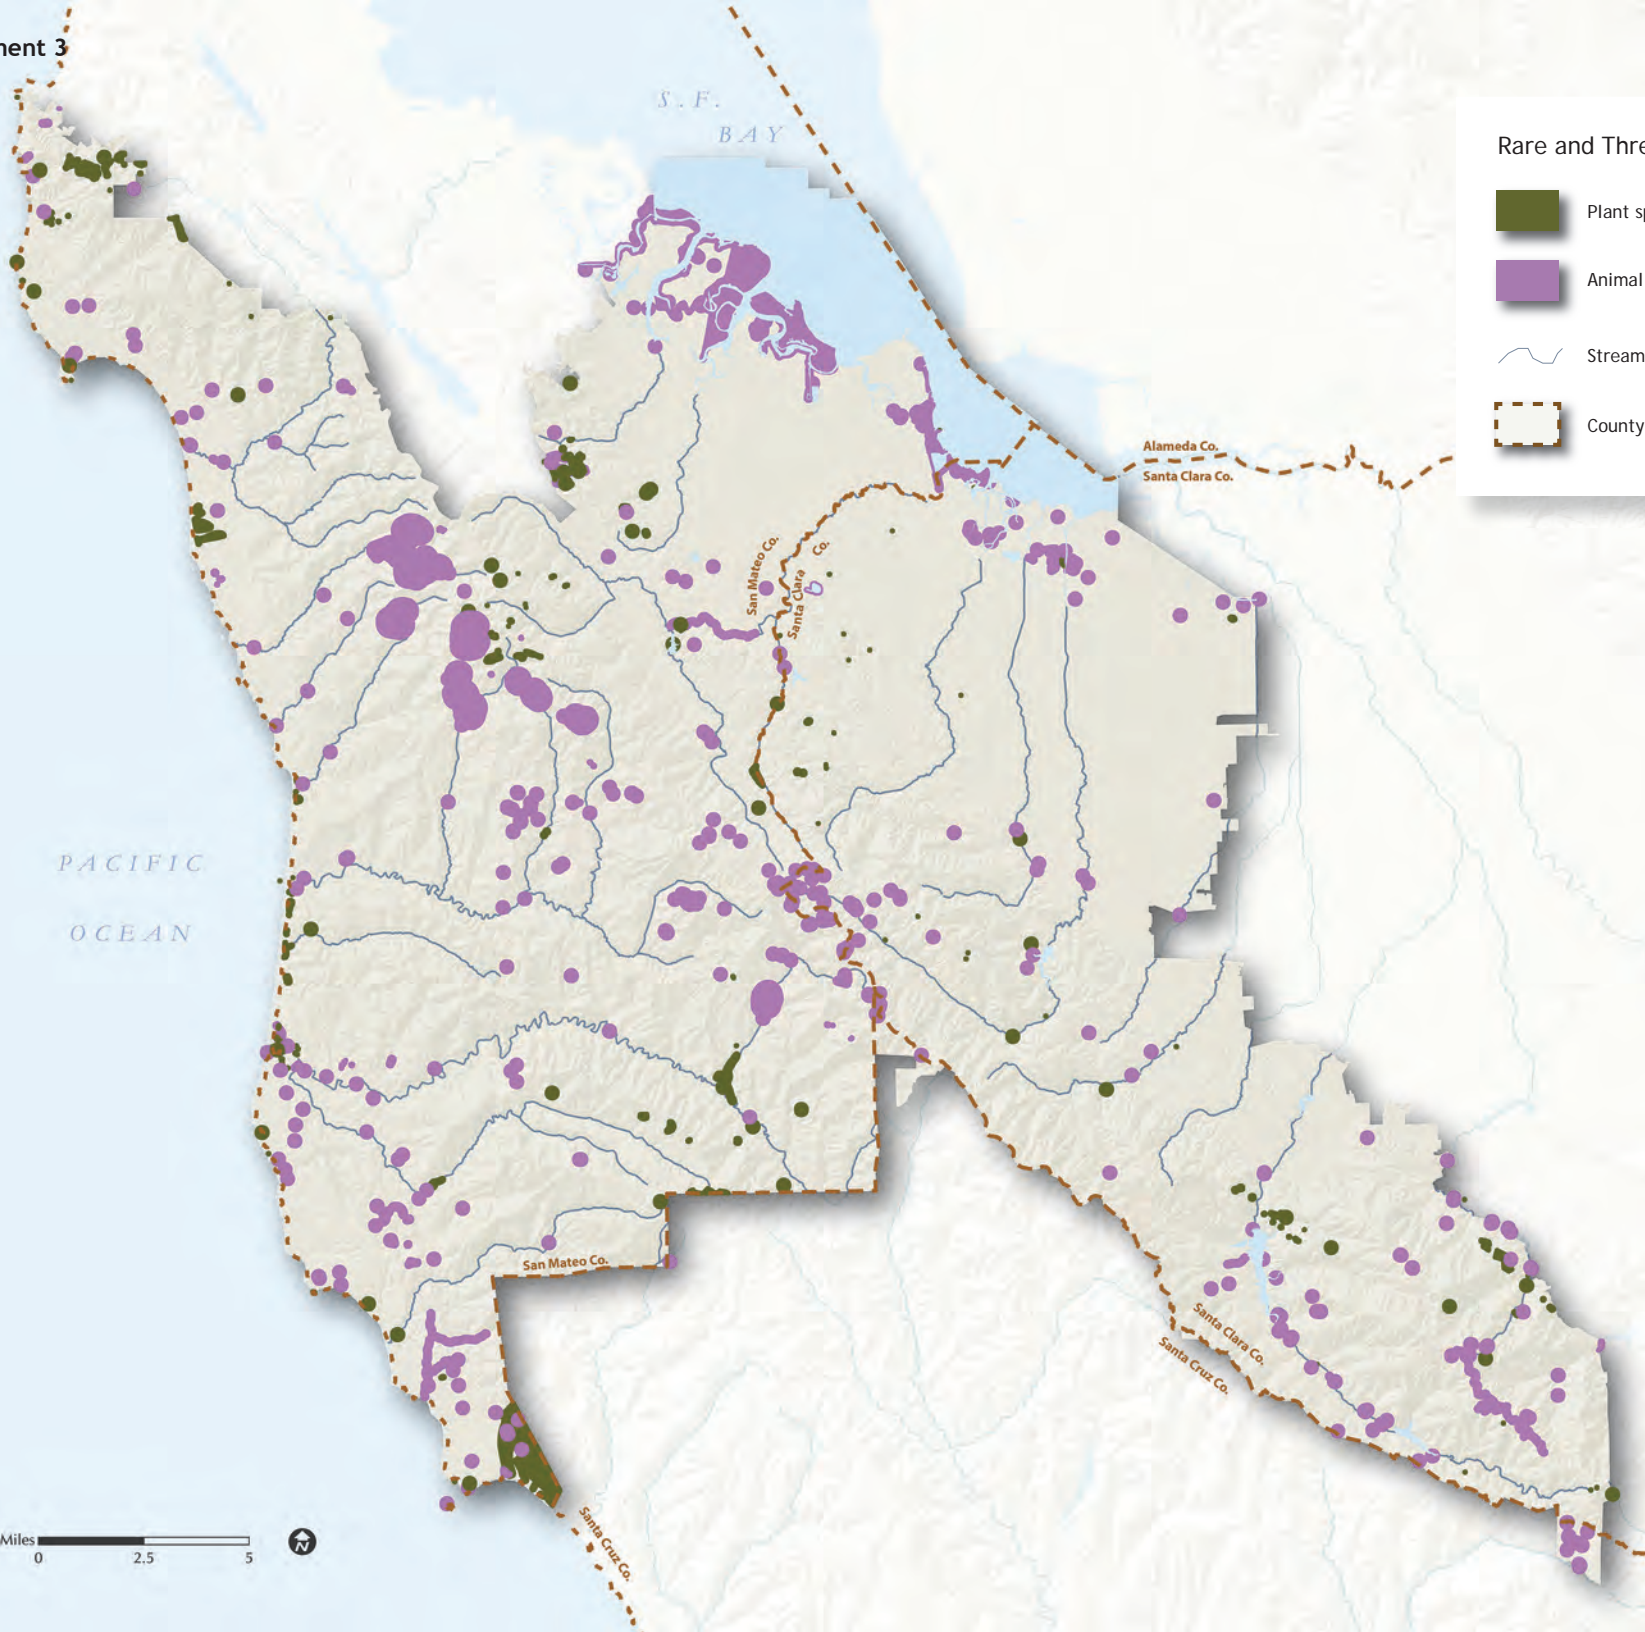 ment 3
S.F.
BAY
Rare and Thre
Plant sp
Animal
Stream
County
Alameda Co.
Santa Clara Co.
San Mateo Co.
Santa Clara Co.
PACIFIC
OCEAN
San Mateo Co.
Santa Clara Co.
Santa Cruz Co.
Santa Cruz Co.
Miles
0 2.5 5
N